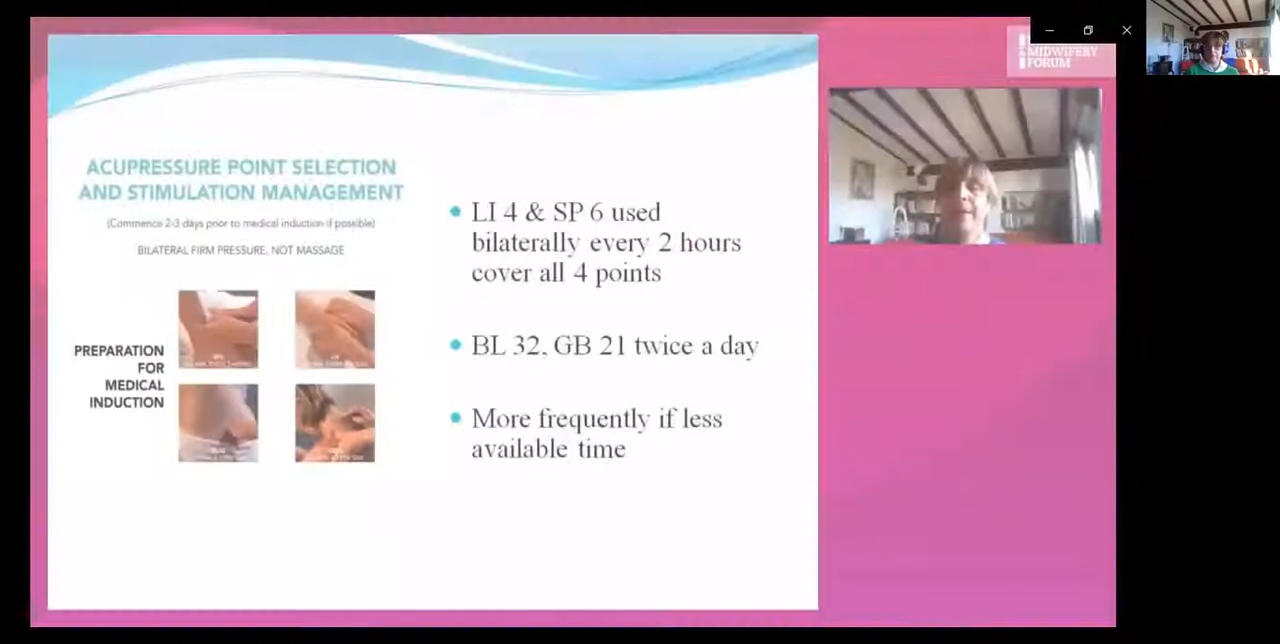 MIDWIFERY
FORUM
ACUPRESSURE POINT SELECTION
AND STIMULATION MANAGEMENT
(Commence 2-3 days prior to medical induction if possible)
BILATERAL FIRM PRESSURE, NOT MASSAGE
PREPARATION
FOR
MEDICAL
INDUCTION
• LI 4 & SP 6 used
bilaterally every 2 hours
cover all 4 points
• BL 32, GB 21 twice a day
• More frequently if less
available time